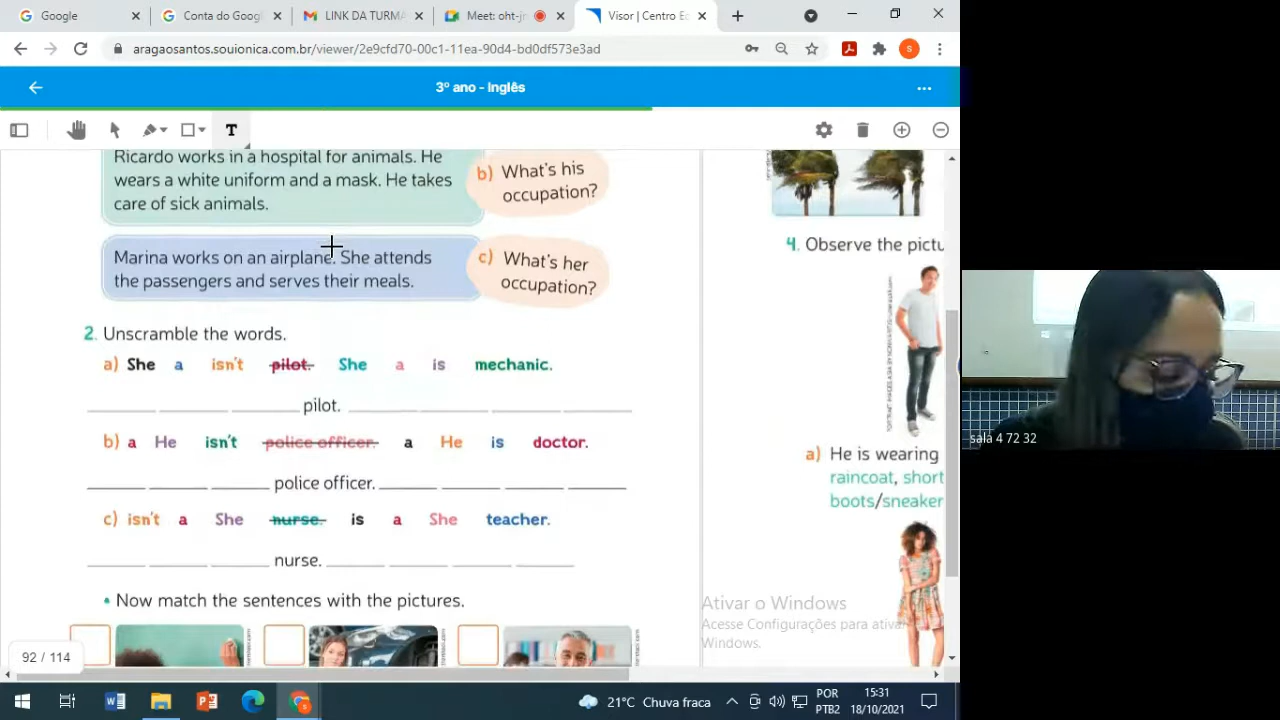 Google
Conta do Goog
LINK DA TURMA
Meet: oht-jr
Visor | Centro Ec
aragaosantos.souionica.com.br/viewer/2e9cfd70-00c1-11ea-90d4-bd0df573e3ad
S
3º ano - Inglês
T
Ricardo works in a hospital for animals. He
wears a white uniform and a mask. He takes
care of sick animals.
b) What's his
occupation?
Marina works on an airplane. She attends
the passengers and serves their meals.
c) What's her
occupation?
2. Unscramble the words.
a) She a isn't pilot. She a is mechanic.
pilot.
b) a He isn't police officer. a He is doctor.
police officer.
c) isn't a She nurse. is a She teacher.
nurse.
• Now match the sentences with the pictures.
92 / 114
4. Observe the pictu
a) He is wearing
raincoat, short
boots/sneaker
Ativar o Windows
Acesse Configurações para ativar
Windows.
sala 4 72 32
21°C Chuva fraca
POR
PTB2
15:31
18/10/2021